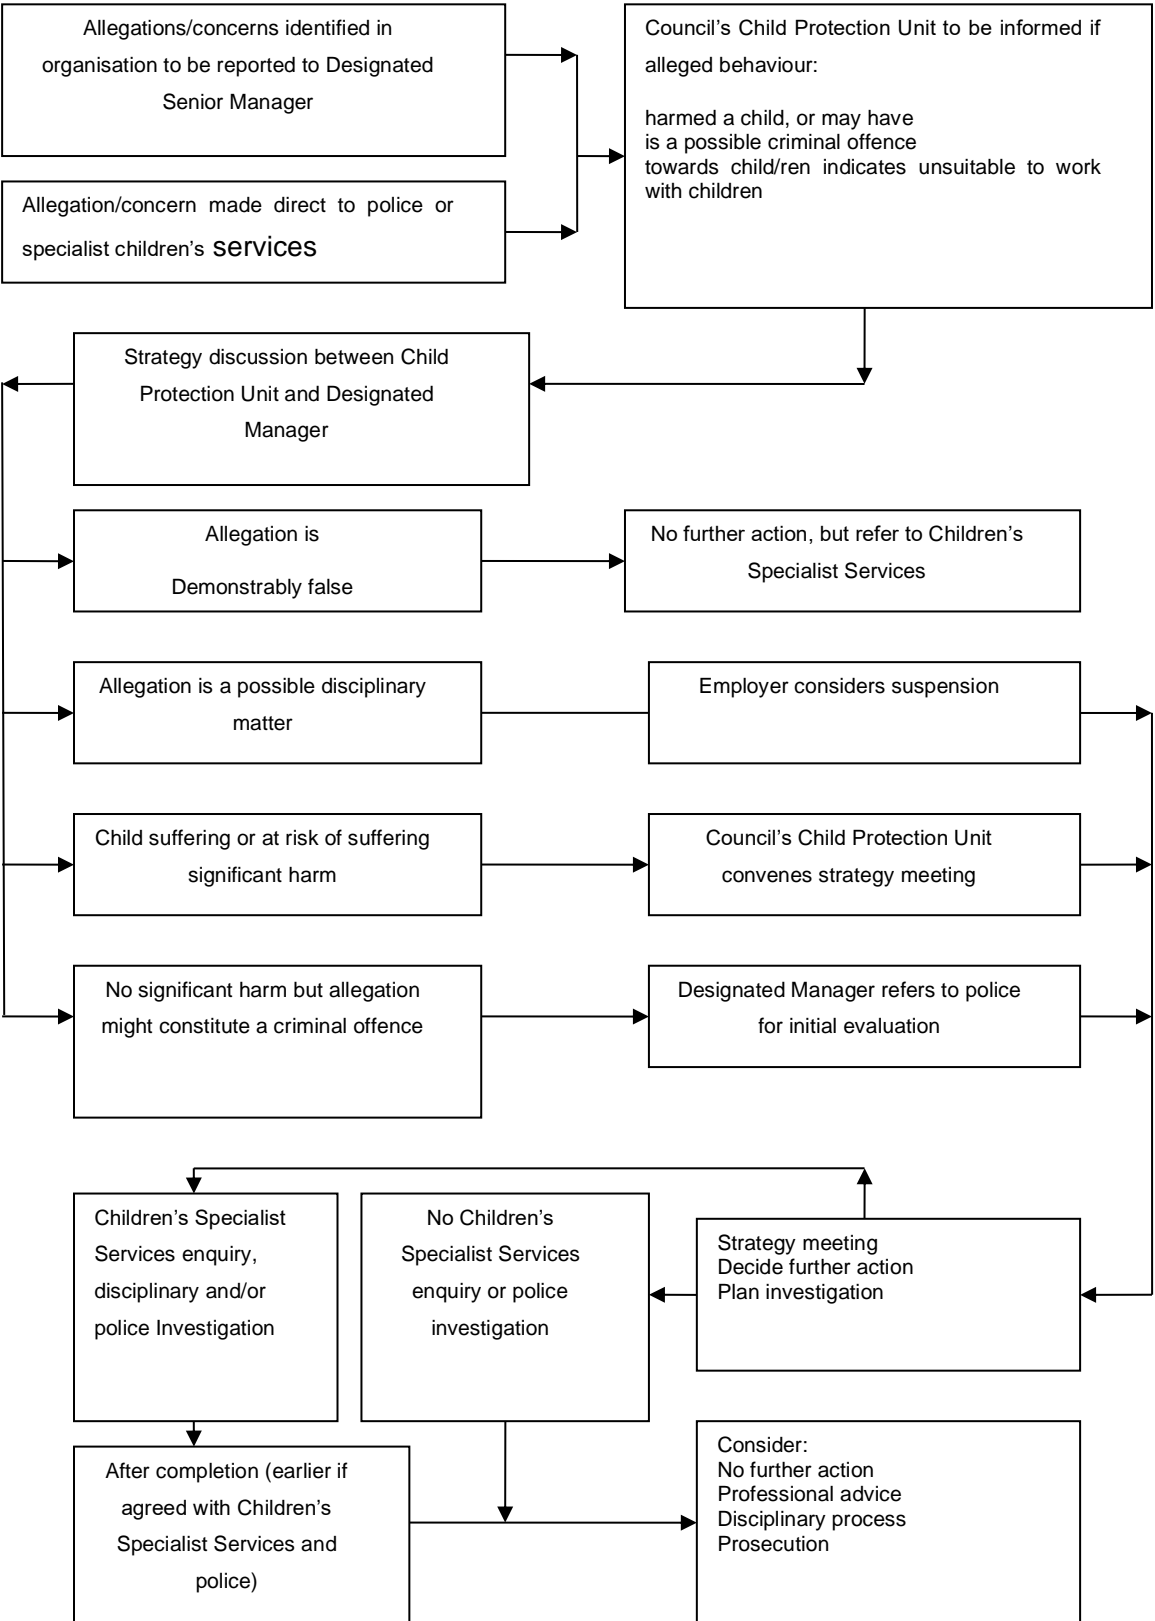 Allegations/concerns identified in
organisation to be reported to Designated
Senior Manager
Council’s Child Protection Unit to be informed if
alleged behaviour:
harmed a child, or may have
is a possible criminal offence
towards child/ren indicates unsuitable to work
with children
Allegation/concern made direct to police or
specialist children’s services
Strategy discussion between Child
Protection Unit and Designated
Manager
Allegation is
Demonstrably false
No further action, but refer to Children’s
Specialist Services
Allegation is a possible disciplinary
matter
Employer considers suspension
Child suffering or at risk of suffering
significant harm
Council’s Child Protection Unit
convenes strategy meeting
No significant harm but allegation
might constitute a criminal offence
Designated Manager refers to police
for initial evaluation
Children’s Specialist
Services enquiry,
disciplinary and/or
police Investigation
No Children’s
Specialist Services
enquiry or police
investigation
Strategy meeting
Decide further action
Plan investigation
After completion (earlier if
agreed with Children’s
Specialist Services and
police)
Consider:
No further action
Professional advice
Disciplinary process
Prosecution